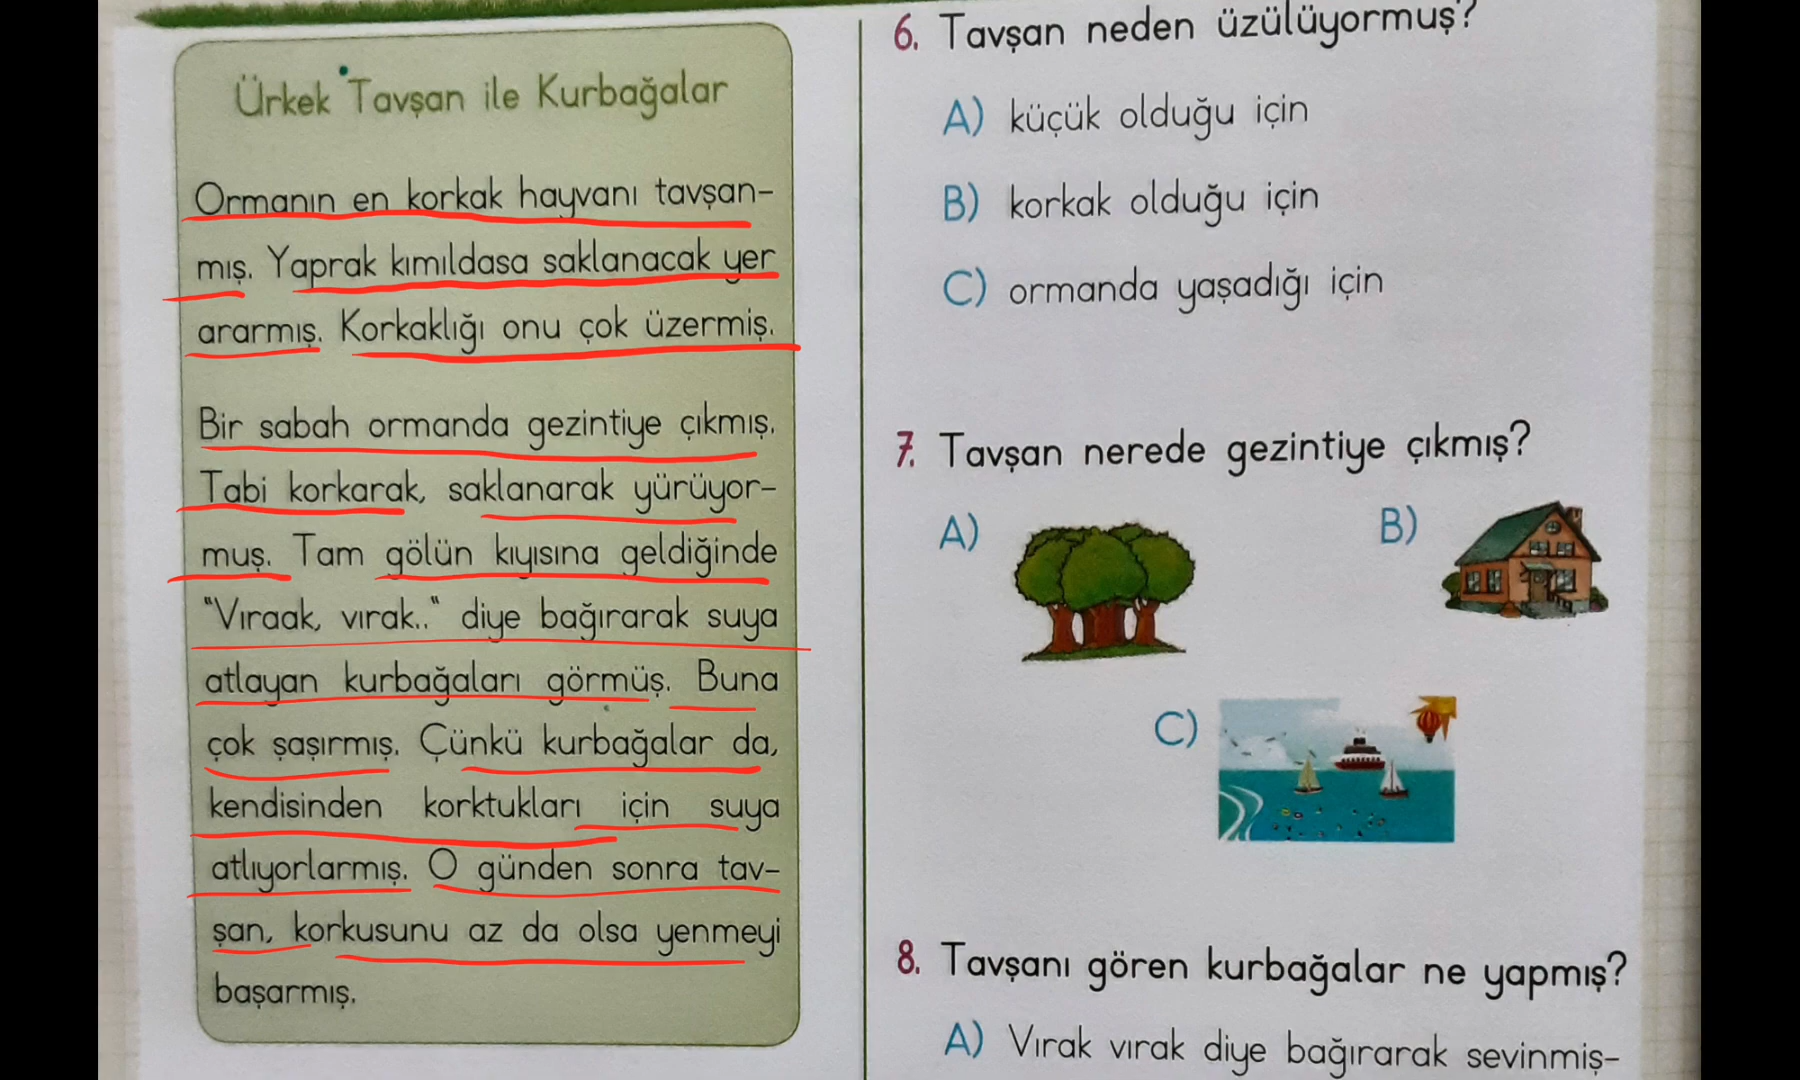 Ürkek Tavşan ile Kurbağalar
Ormanın en korkak hayvanı tavşan-
mış. Yaprak kımıldasa saklanacak yer
ararmış. Korkaklığı onu çok üzermiş.
Bir sabah ormanda gezintiye çıkmış.
Tabi korkarak, saklanarak yürüyor-
muş. Tam gölün kıyısına geldiğinde
"Vıraak, vırak.." diye bağırarak suya
atlayan kurbağaları görmüş. Buna
çok şaşırmış. Çünkü kurbağalar da,
kendisinden korktukları için suya
atlıyorlarmış. O günden sonra tav-
şan, korkusunu az da olsa yenmeyi
başarmış.
6. Tavşan neden üzülüyormuş?
A) küçük olduğu için
B) korkak olduğu için
C) ormanda yaşadığı için
7. Tavşan nerede gezintiye çıkmış?
A)
B)
C)
8. Tavşanı gören kurbağalar ne yapmış?
A) Vırak vırak diye bağırarak sevinmiş-